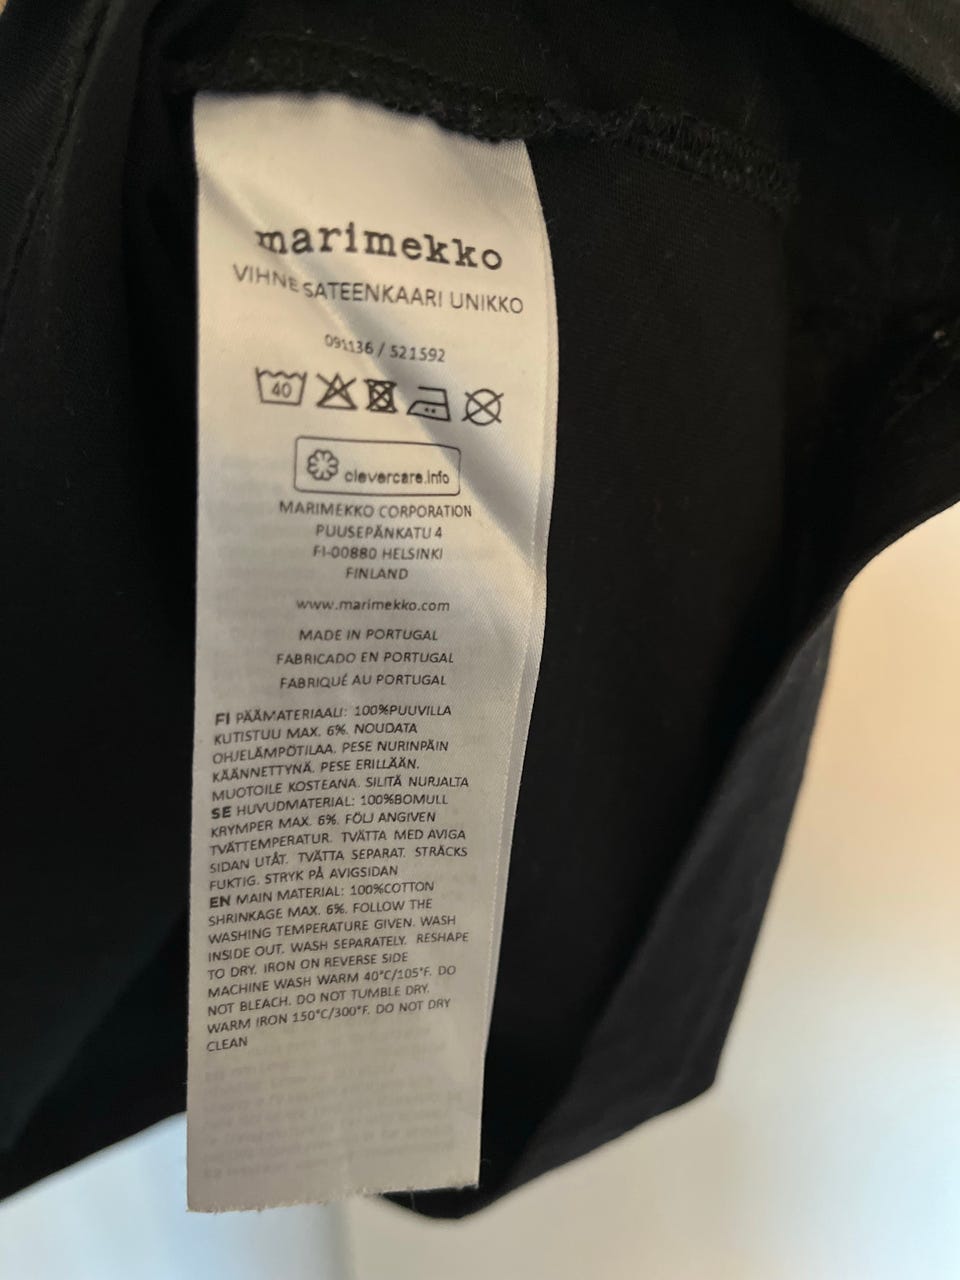 marimekko
VIHNE SATEENKAARI UNIKKO
091136 / 521592
40
clevercare.info
MARIMEKKO CORPORATION
PUUSEPÄNKATU 4
FI-00880 HELSINKI
FINLAND
www.marimekko.com
MADE IN PORTUGAL
FABRICADO EN PORTUGAL
FABRIQUÉ AU PORTUGAL
FI PÄÄMATERIAALI: 100%PUUVILLA
KUTISTUU MAX. 6%. NOUDATA
OHJELÄMPÖTILAA. PESE NURINPÄIN
KÄÄNNETTYNÄ. PESE ERILLÄÄN.
MUOTOILE KOSTEANA. SILITÄ NURJALTA
SE HUVUDMATERIAL: 100%BOMULL
KRYMPER MAX. 6%. FÖLJ ANGIVEN
TVÄTTEMPERATUR. TVÄTTA MED AVIGA
SIDAN UTÅT. TVÄTTA SEPARAT. STRÄCKS
FUKTIG. STRYK PÅ AVIGSIDAN
EN MAIN MATERIAL: 100%COTTON
SHRINKAGE MAX. 6%. FOLLOW THE
WASHING TEMPERATURE GIVEN. WASH
INSIDE OUT. WASH SEPARATELY. RESHAPE
TO DRY. IRON ON REVERSE SIDE
MACHINE WASH WARM 40°C/105°F. DO
NOT BLEACH. DO NOT TUMBLE DRY.
WARM IRON 150°C/300°F. DO NOT DRY
CLEAN